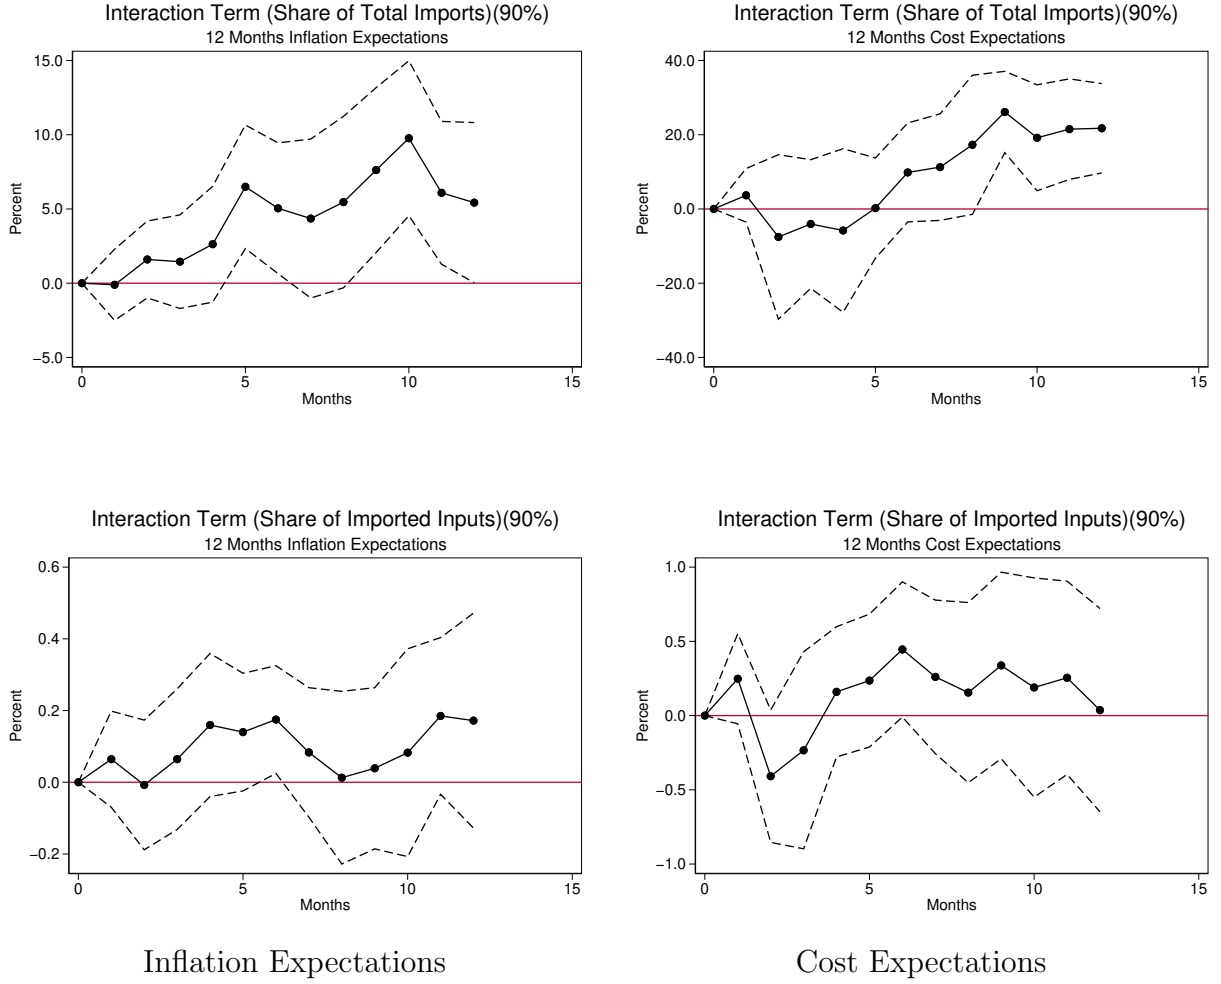 Interaction Term (Share of Total Imports)(90%)
12 Months Inflation Expectations
15.0
10.0
5.0
0.0
−5.0
Percent
0 5 10 15
Months
Interaction Term (Share of Total Imports)(90%)
12 Months Cost Expectations
40.0
20.0
0.0
−20.0
−40.0
Percent
0 5 10 15
Months
Interaction Term (Share of Imported Inputs)(90%)
12 Months Inflation Expectations
0.6
0.4
0.2
0.0
−0.2
Percent
0 5 10 15
Months
Interaction Term (Share of Imported Inputs)(90%)
12 Months Cost Expectations
1.0
0.5
0.0
−0.5
−1.0
Percent
0 5 10 15
Months
Inflation Expectations
Cost Expectations